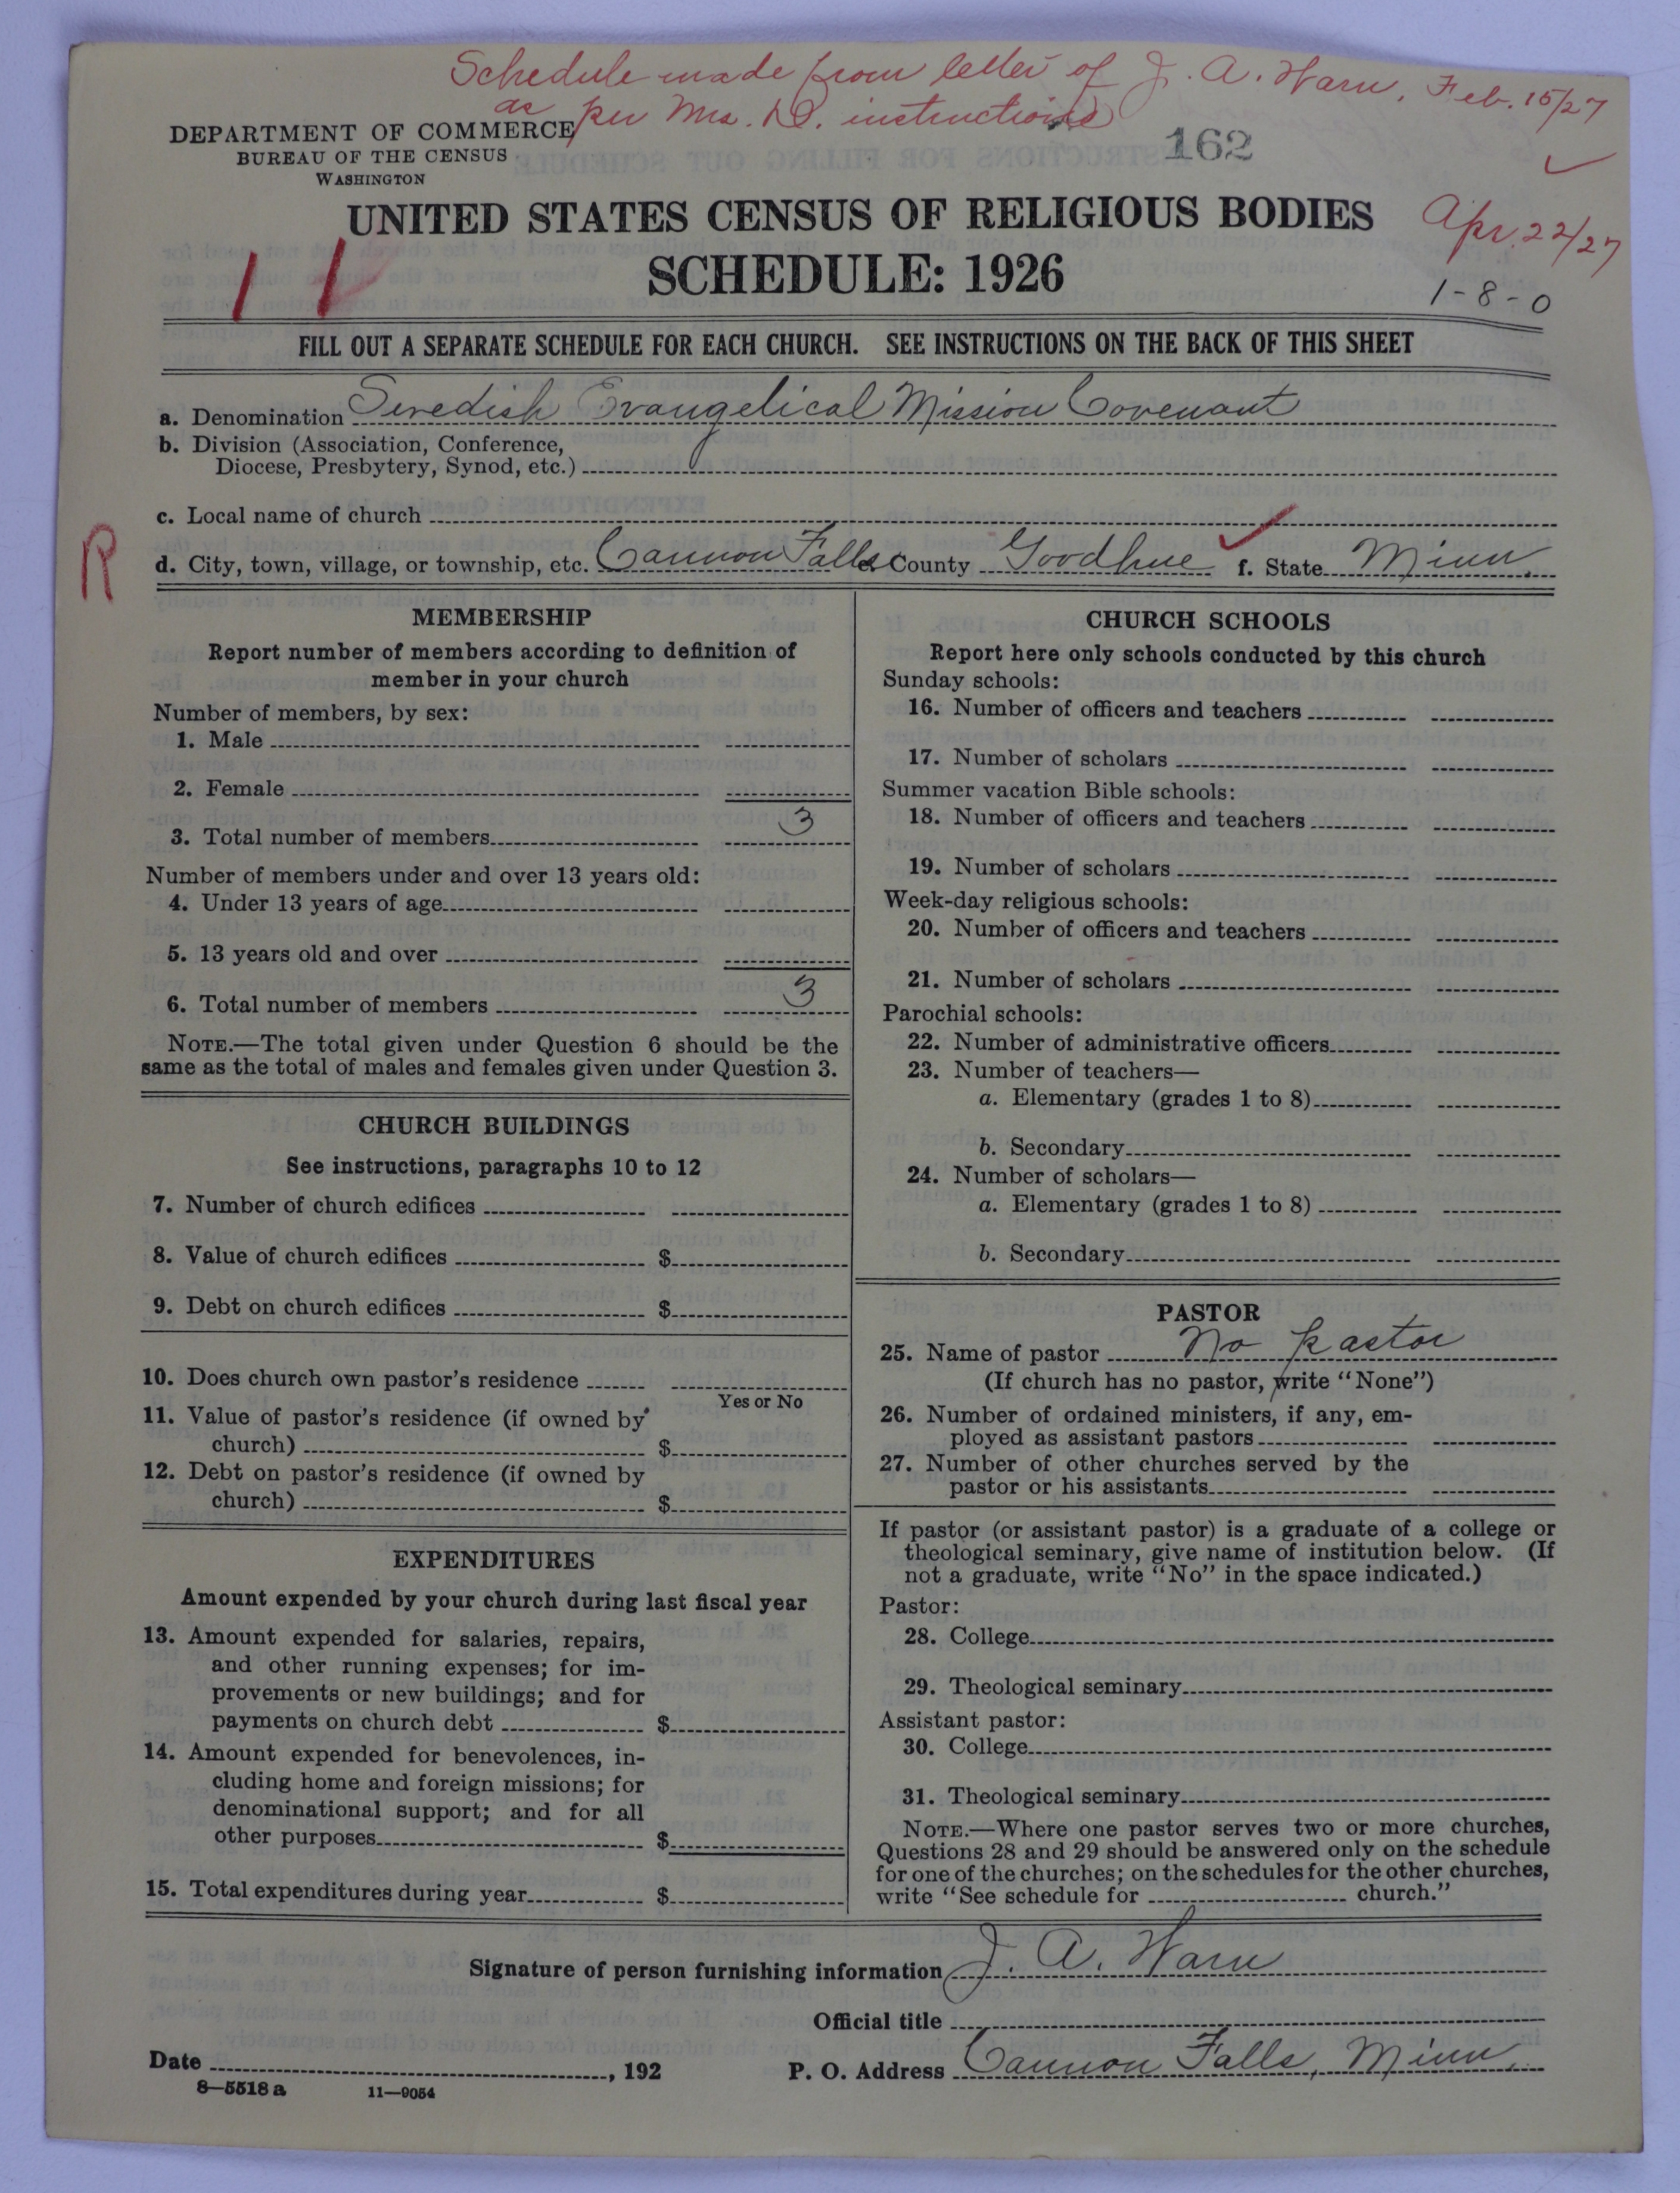 Schedule made from letter of J. A. Warn, Feb. 15/27
as per Mrs. D. instructions
DEPARTMENT OF COMMERCE
BUREAU OF THE CENSUS
WASHINGTON
162
UNITED STATES CENSUS OF RELIGIOUS BODIES
Apr. 22/27
SCHEDULE: 1926
11
1-8-0
FILL OUT A SEPARATE SCHEDULE FOR EACH CHURCH. SEE INSTRUCTIONS ON THE BACK OF THIS SHEET
a. Denomination Swedish Evangelical Mission Covenant
b. Division (Association, Conference,
Diocese, Presbytery, Synod, etc.)
c. Local name of church
R
d. City, town, village, or township, etc. Cannon Falls e. County Goodhue f. State Minn.
MEMBERSHIP
Report number of members according to definition of
member in your church
Number of members, by sex:
1. Male
2. Female
3. Total number of members 3
Number of members under and over 13 years old:
4. Under 13 years of age
5. 13 years old and over
6. Total number of members 3
NOTE.—The total given under Question 6 should be the
same as the total of males and females given under Question 3.
CHURCH BUILDINGS
See instructions, paragraphs 10 to 12
7. Number of church edifices
8. Value of church edifices $
9. Debt on church edifices $
10. Does church own pastor's residence
Yes or No
11. Value of pastor's residence (if owned by
church) $
12. Debt on pastor's residence (if owned by
church) $
EXPENDITURES
Amount expended by your church during last fiscal year
13. Amount expended for salaries, repairs,
and other running expenses; for im-
provements or new buildings; and for
payments on church debt $
14. Amount expended for benevolences, in-
cluding home and foreign missions; for
denominational support; and for all
other purposes $
15. Total expenditures during year $
CHURCH SCHOOLS
Report here only schools conducted by this church
Sunday schools:
16. Number of officers and teachers
17. Number of scholars
Summer vacation Bible schools:
18. Number of officers and teachers
19. Number of scholars
Week-day religious schools:
20. Number of officers and teachers
21. Number of scholars
Parochial schools:
22. Number of administrative officers
23. Number of teachers—
a. Elementary (grades 1 to 8)
b. Secondary
24. Number of scholars—
a. Elementary (grades 1 to 8)
b. Secondary
PASTOR
25. Name of pastor No pastor
(If church has no pastor, write "None")
26. Number of ordained ministers, if any, em-
ployed as assistant pastors
27. Number of other churches served by the
pastor or his assistants
If pastor (or assistant pastor) is a graduate of a college or
theological seminary, give name of institution below. (If
not a graduate, write "No" in the space indicated.)
Pastor:
28. College
29. Theological seminary
Assistant pastor:
30. College
31. Theological seminary
NOTE.—Where one pastor serves two or more churches,
Questions 28 and 29 should be answered only on the schedule
for one of the churches; on the schedules for the other churches,
write "See schedule for church."
Signature of person furnishing information J. A. Warn
Official title
Date , 192
P. O. Address Cannon Falls, Minn.
8—5518 a 11—9054